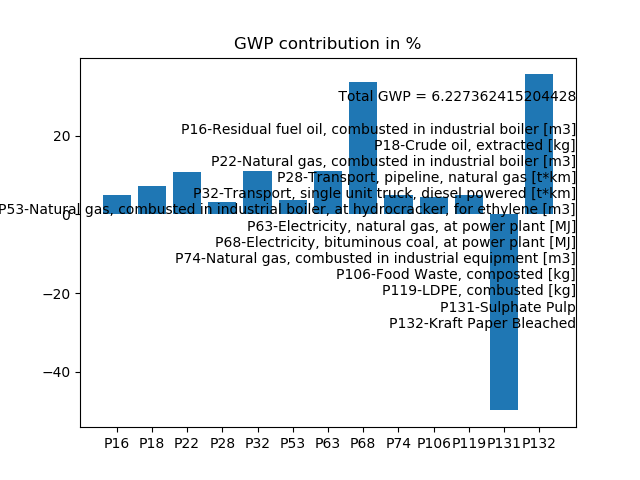 GWP contribution in %
Total GWP = 6.227362415204428
P16-Residual fuel oil, combusted in industrial boiler [m3]
20
P18-Crude oil, extracted [kg]
P22-Natural gas, combusted in industrial boiler [m3]
P28-Transport, pipeline, natural gas [t*km]
P32-Transport, single unit truck, diesel powered [t*km]
P53-Natural gas, combusted in industrial boiler, at hydrocracker, for ethylene [m3]
0
P63-Electricity, natural gas, at power plant [MJ]
P68-Electricity, bituminous coal, at power plant [MJ]
P74-Natural gas, combusted in industrial equipment [m3]
P106-Food Waste, composted [kg]
−20
P119-LDPE, combusted [kg]
P131-Sulphate Pulp
P132-Kraft Paper Bleached
−40
P16 P18 P22 P28 P32 P53 P63 P68 P74 P106 P119 P131 P132